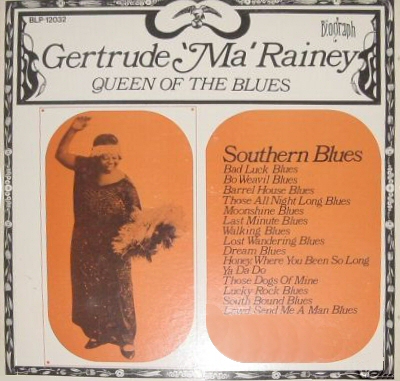 BLP-12032
Biograph
Gertrude 'Ma' Rainey
QUEEN OF THE BLUES
Southern Blues
Bad Luck Blues
Bo Weavil Blues
Barrel House Blues
Those All Night Long Blues
Moonshine Blues
Last Minute Blues
Walking Blues
Lost Wandering Blues
Dream Blues
Honey, Where You Been So Long
Ya Da Do
Those Dogs Of Mine
Lucky Rock Blues
South Bound Blues
Lawd Send Me A Man Blues